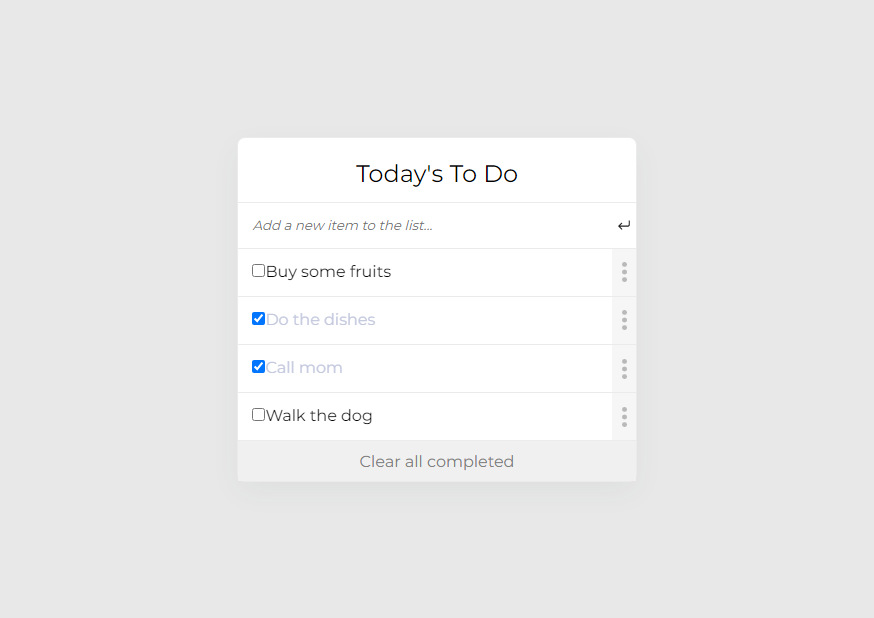 Today's To Do
Add a new item to the list...
Buy some fruits
Do the dishes
Call mom
Walk the dog
Clear all completed